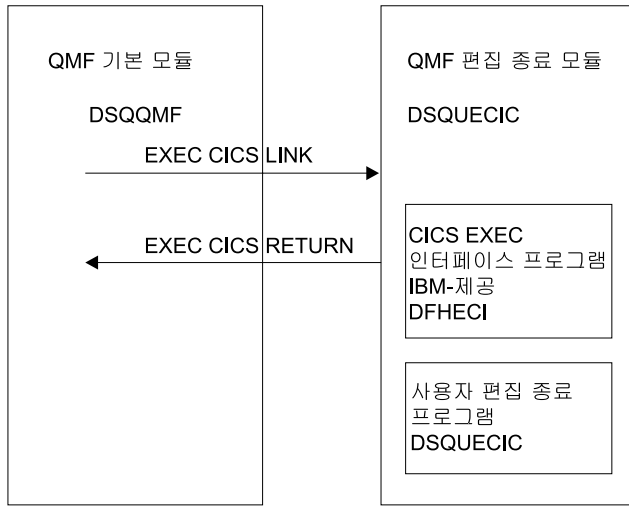 QMF 기본 모듈
DSQQMF
QMF 편집 종료 모듈
DSQUECIC
EXEC CICS LINK
EXEC CICS RETURN
CICS EXEC
인터페이스 프로그램
IBM-제공
DFHECI
사용자 편집 종료
프로그램
DSQUECIC